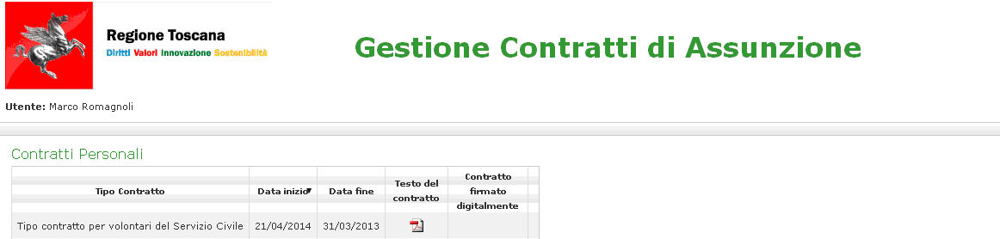 Regione Toscana
Diritti Valori Innovazione Sostenibilità
Gestione Contratti di Assunzione
Utente: Marco Romagnoli
Contratti Personali
Tipo Contratto Data inizio Data fine Testo del contratto Contratto firmato digitalmente
Tipo contratto per volontari del Servizio Civile 21/04/2014 31/03/2013